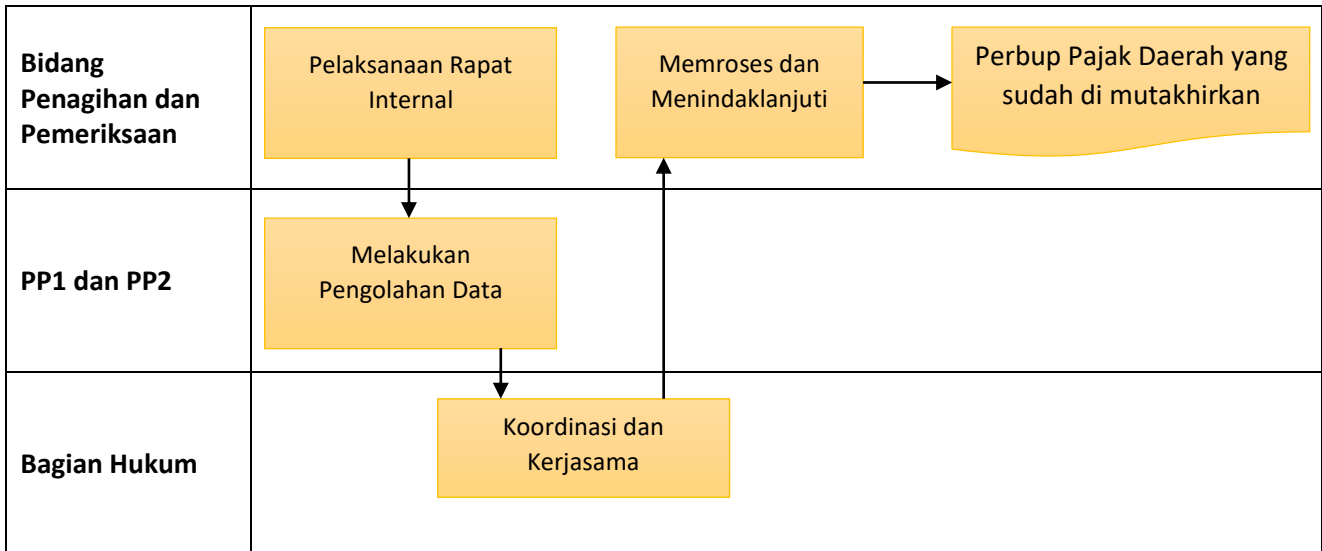 Bidang
Penagihan dan
Pemeriksaan
Pelaksanaan Rapat
Internal
Memroses dan
Menindaklanjuti
Perbup Pajak Daerah yang
sudah di mutakhirkan
PP1 dan PP2
Melakukan
Pengolahan Data
Bagian Hukum
Koordinasi dan
Kerjasama